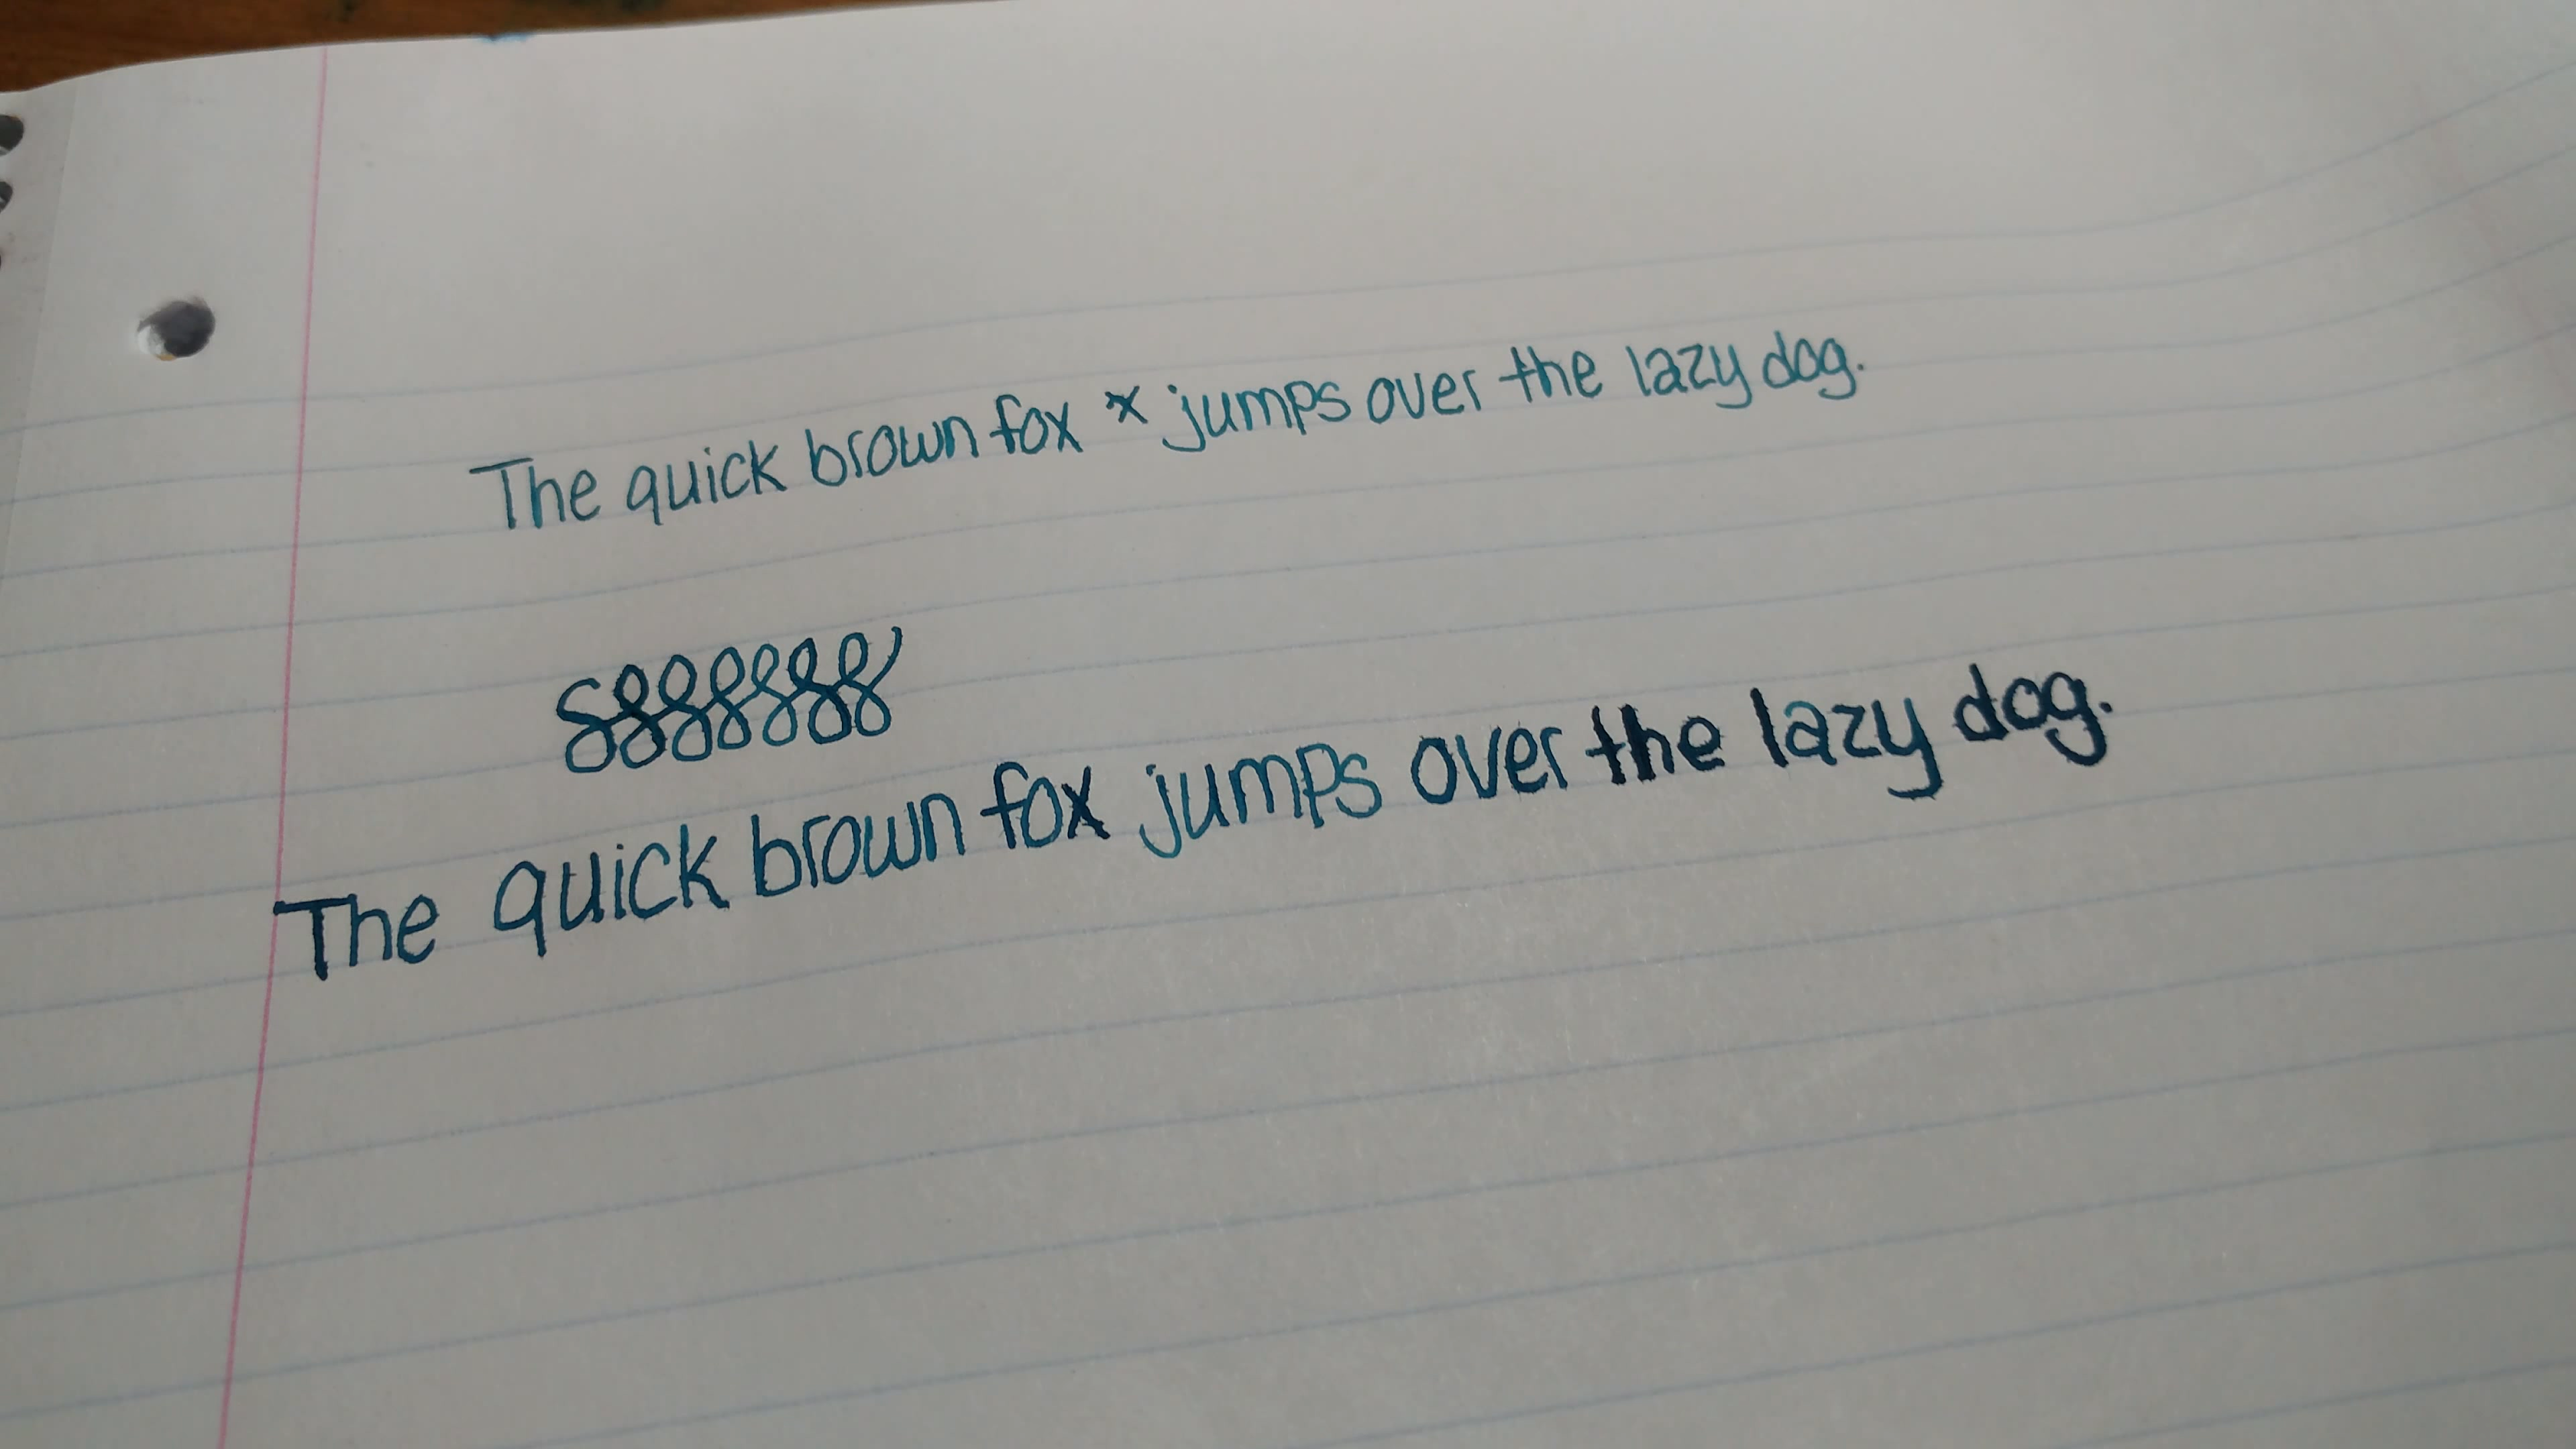 The quick brown fox x jumps over the lazy dog.
The quick brown fox jumps over the lazy dog.